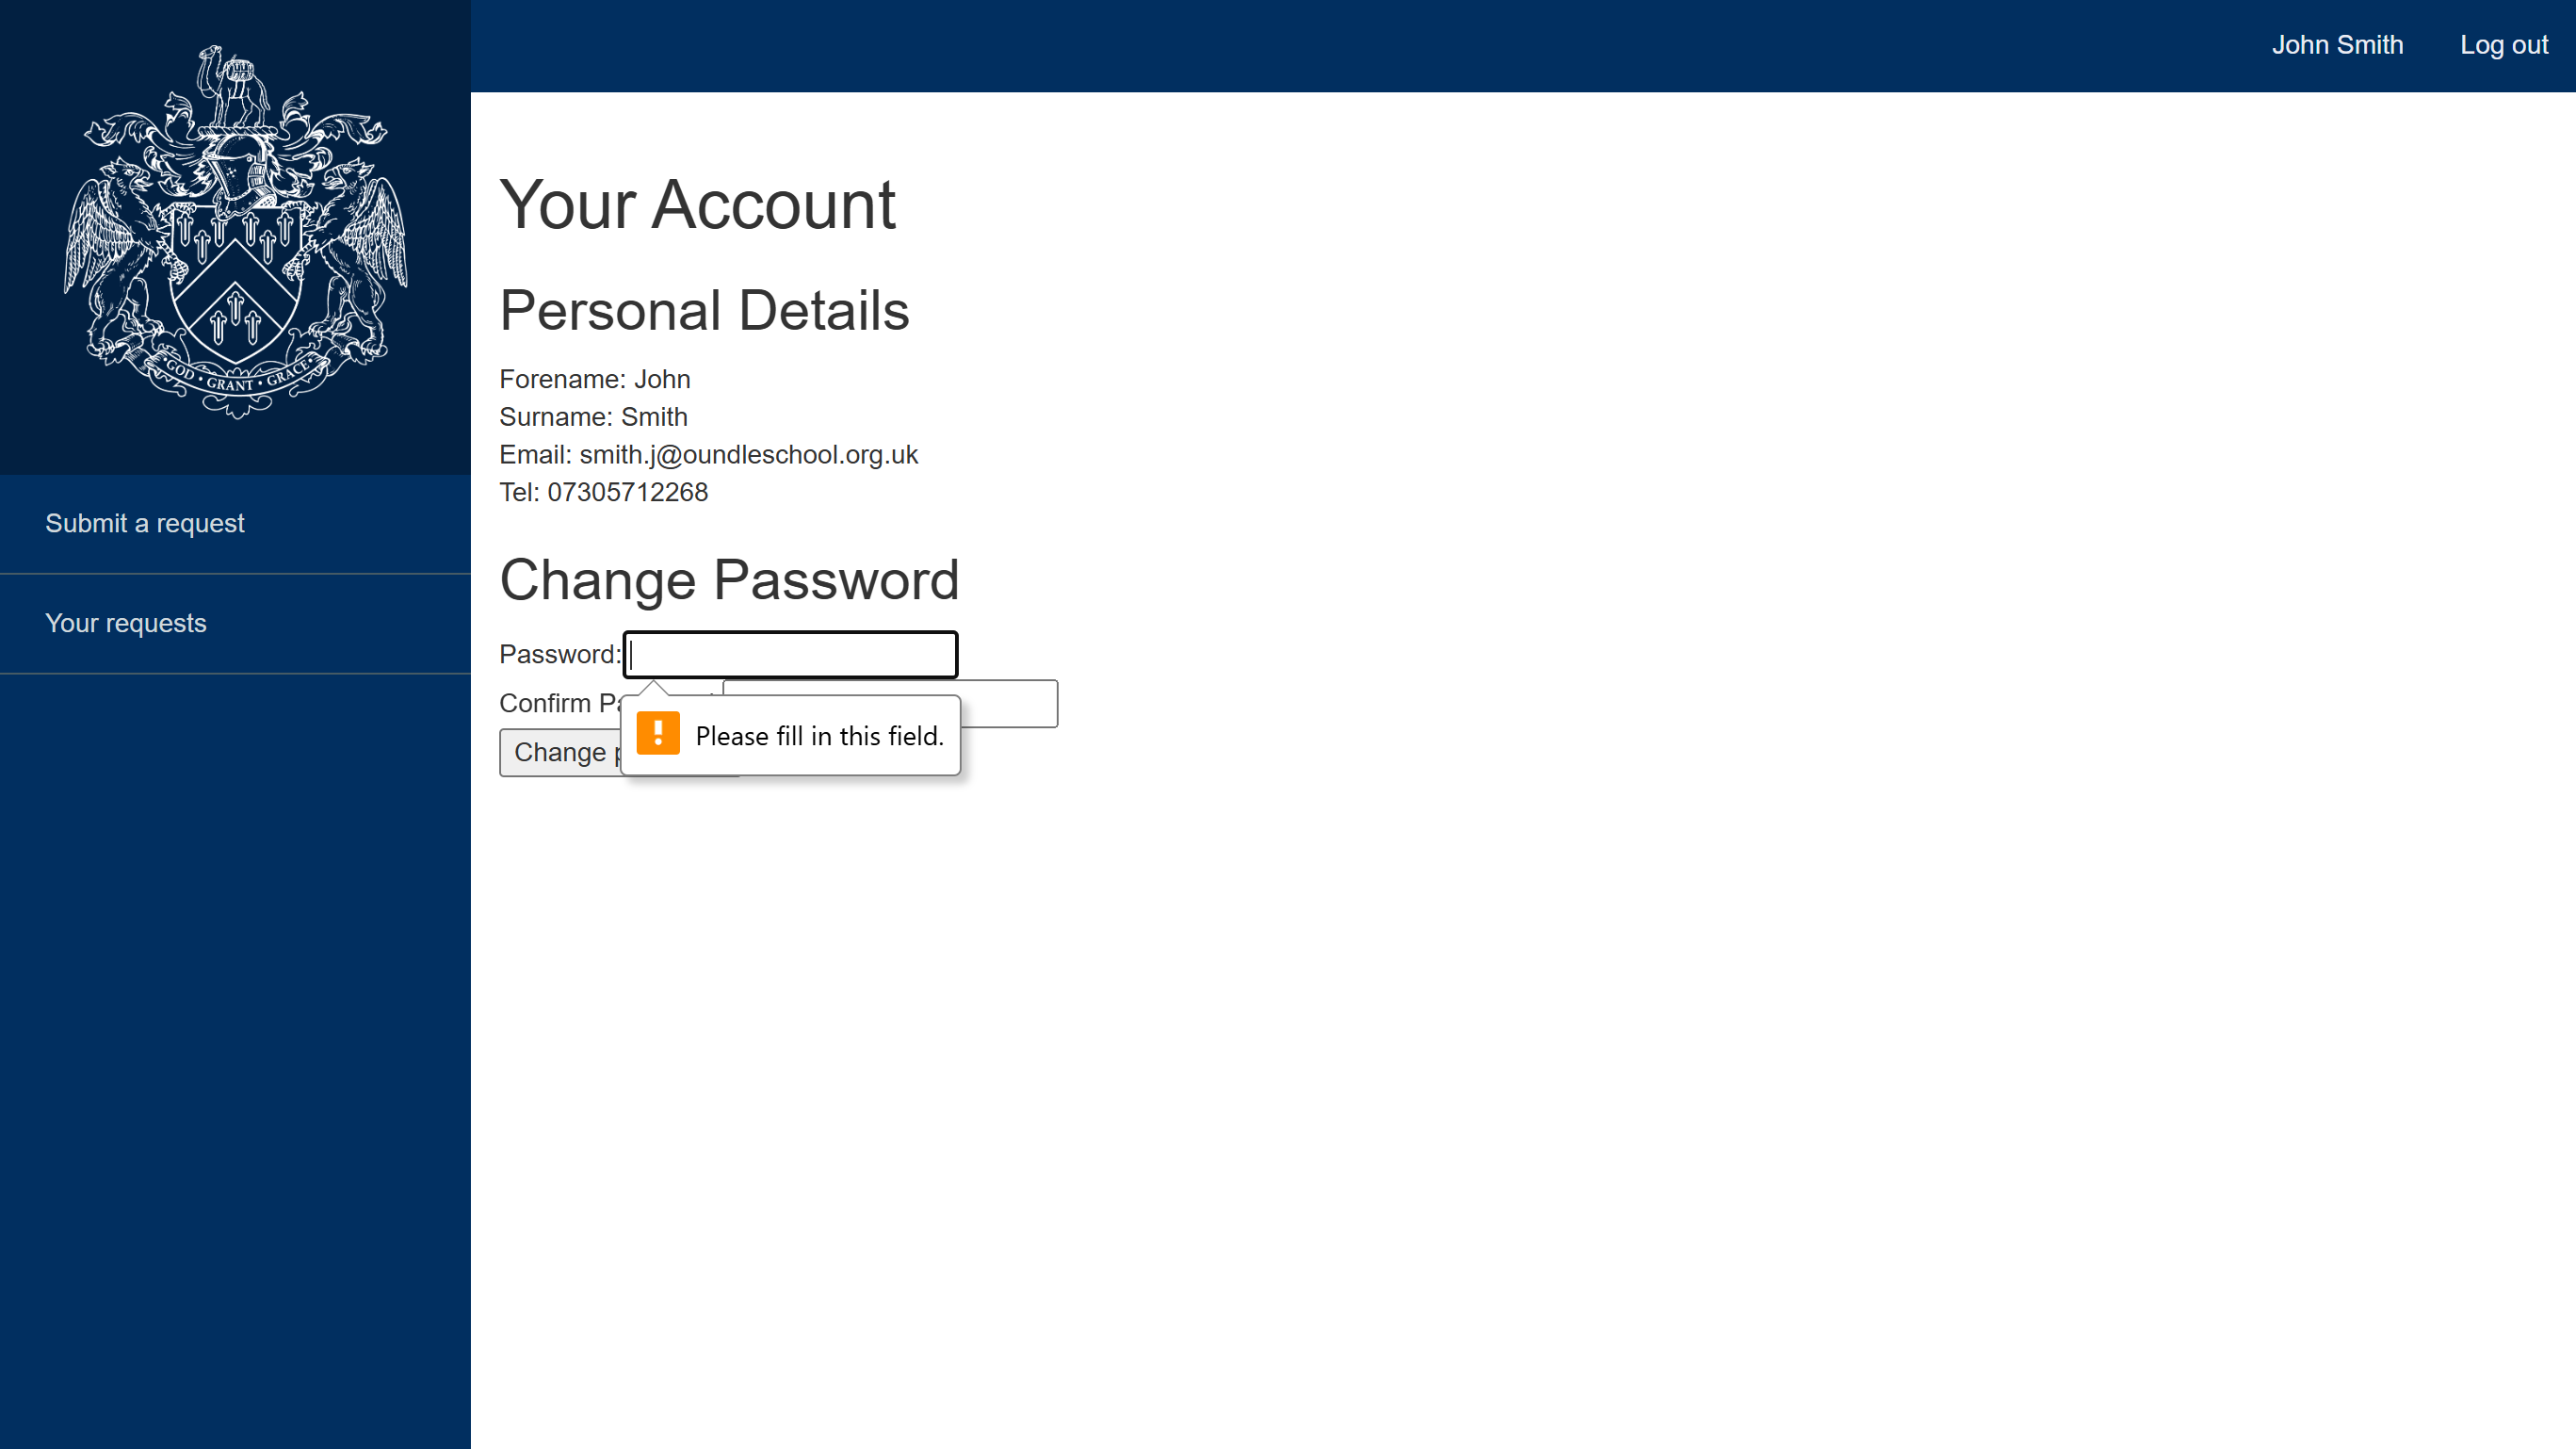 John Smith Log out
GOD • GRANT • GRACE
Submit a request
Your requests
Your Account
Personal Details
Forename: John
Surname: Smith
Email: smith.j@oundleschool.org.uk
Tel: 07305712268
Change Password
Password:
Confirm
Please fill in this field.
Change